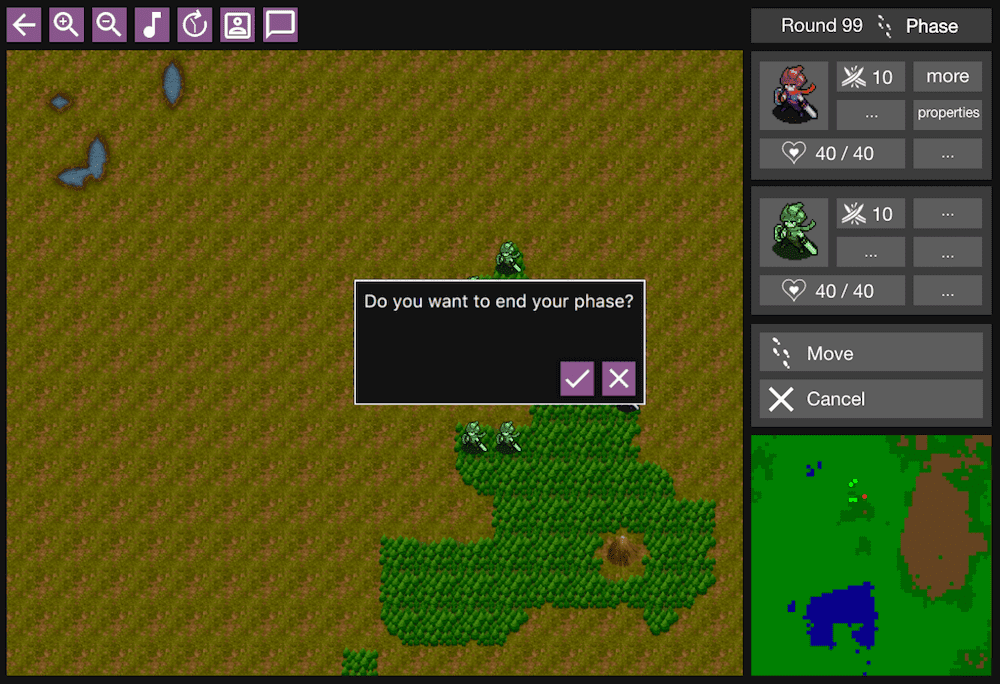 Round 99 Phase
10 more
... properties
40 / 40 ...
10 ...
... ...
40 / 40 ...
Do you want to end your phase?
Move
Cancel